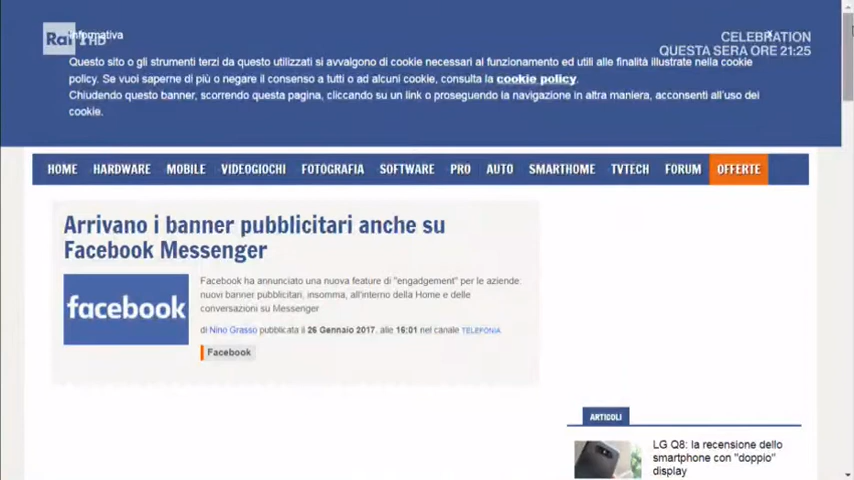 Rai 1 HD
Informativa
CELEBRATION
QUESTA SERA ORE 21:25
Questo sito o gli strumenti terzi da questo utilizzati si avvalgono di cookie necessari al funzionamento ed utili alle finalità illustrate nella cookie
policy. Se vuoi saperne di più o negare il consenso a tutti o ad alcuni cookie, consulta la cookie policy.
Chiudendo questo banner, scorrendo questa pagina, cliccando su un link o proseguendo la navigazione in altra maniera, acconsenti all'uso dei
cookie.
HOME HARDWARE MOBILE VIDEOGIOCHI FOTOGRAFIA SOFTWARE PRO AUTO SMARTHOME TVTECH FORUM OFFERTE
Arrivano i banner pubblicitari anche su
Facebook Messenger
facebook
Facebook ha annunciato una nuova feature di "engadgement" per le aziende:
nuovi banner pubblicitari, insomma, all'interno della Home e delle
conversazioni su Messenger
di Nino Grasso pubblicata il 26 Gennaio 2017, alle 16:01 nel canale TELEFONIA
Facebook
ARTICOLI
LG Q8: la recensione dello
smartphone con "doppio"
display